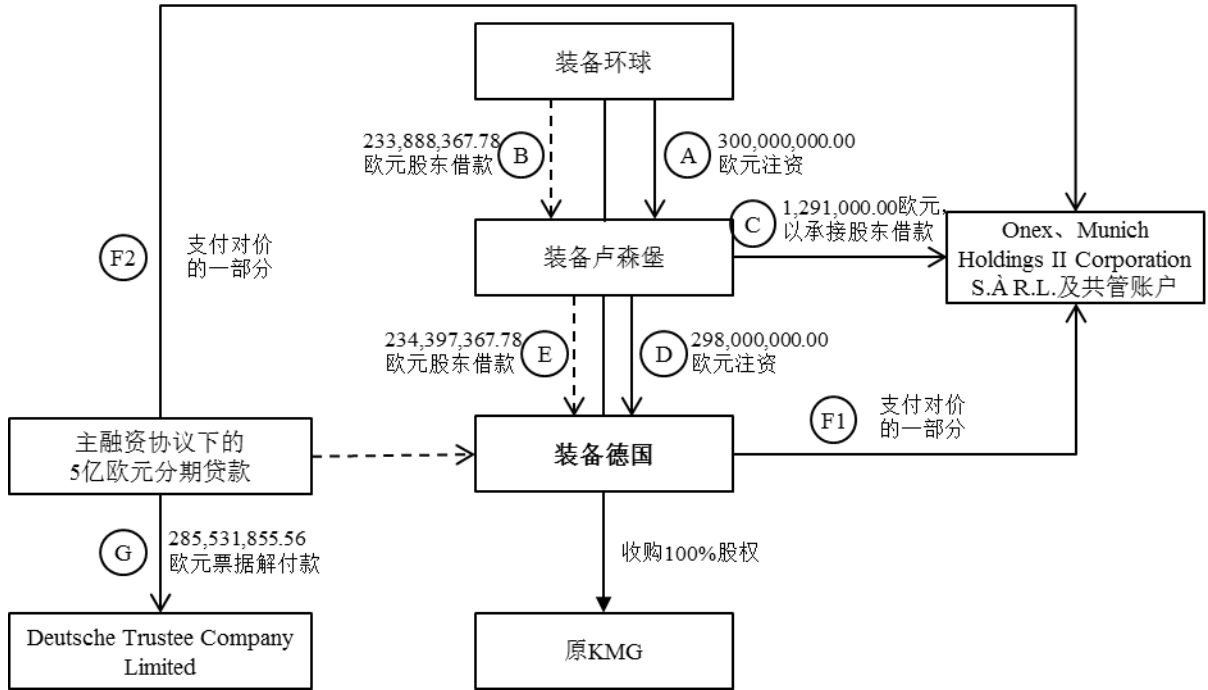 装备环球
233,888,367.78
欧元股东借款
B
A
300,000,000.00
欧元注资
C
1,291,000.00欧元，
以承接股东借款
装备卢森堡
Onex、Munich
Holdings II Corporation
S.À R.L.及共管账户
F2
支付对价
的一部分
234,397,367.78
欧元股东借款
E
D
298,000,000.00
欧元注资
F1
支付对价
的一部分
主融资协议下的
5亿欧元分期贷款
装备德国
G
285,531,855.56
欧元票据解付款
收购100%股权
Deutsche Trustee Company
Limited
原KMG